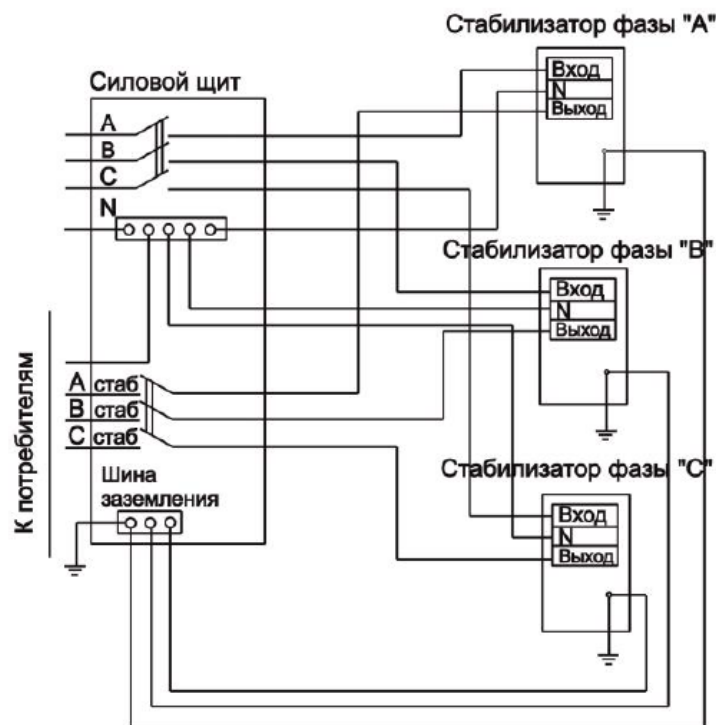 Стабилизатор фазы "А"
Силовой щит
Вход
N
Выход
A
B
C
N
Стабилизатор фазы "В"
Вход
N
Выход
К потребителям
А стаб
В стаб
С стаб
Стабилизатор фазы "С"
Шина
заземления
Вход
N
Выход